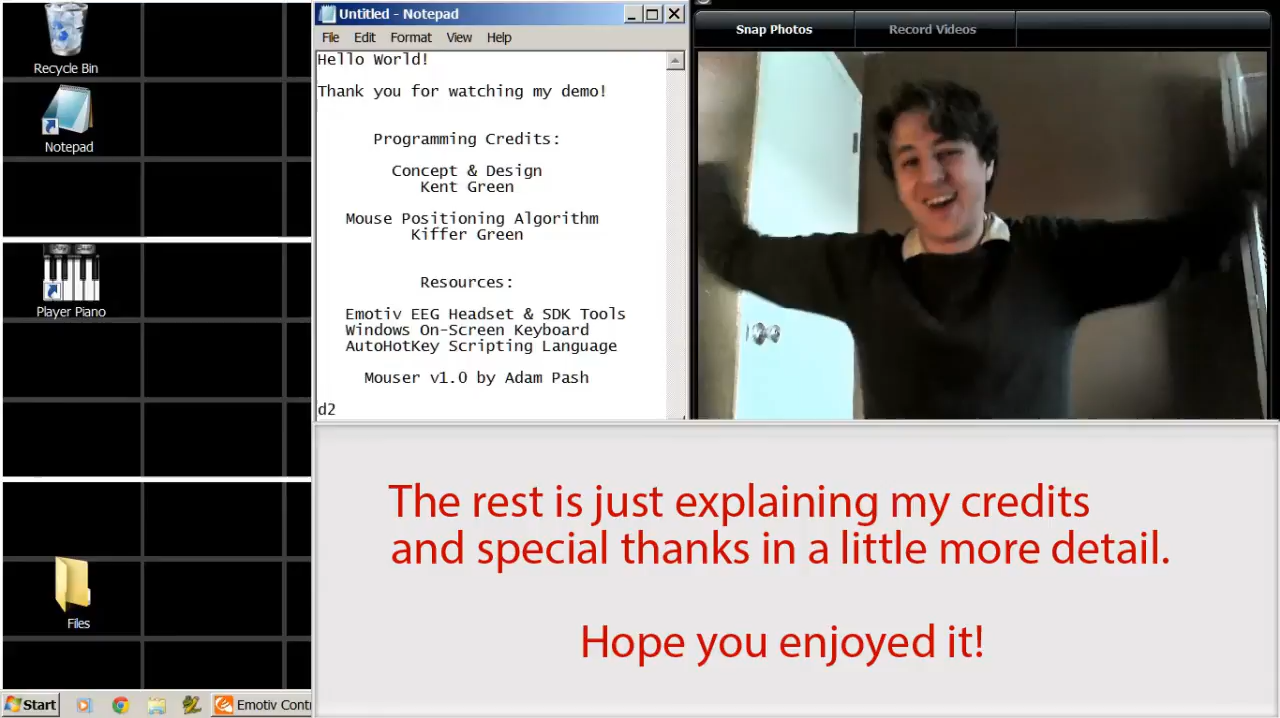 Recycle Bin
Notepad
Player Piano
Files
Start
Emotiv Contr
Untitled - Notepad
File Edit Format View Help
Hello World!
Thank you for watching my demo!
Programming Credits:
Concept & Design
Kent Green
Mouse Positioning Algorithm
Kiffer Green
Resources:
Emotiv EEG Headset & SDK Tools
Windows On-Screen Keyboard
AutoHotKey Scripting Language
Mouser v1.0 by Adam Pash
d2
Snap Photos
Record Videos
The rest is just explaining my credits
and special thanks in a little more detail.
Hope you enjoyed it!